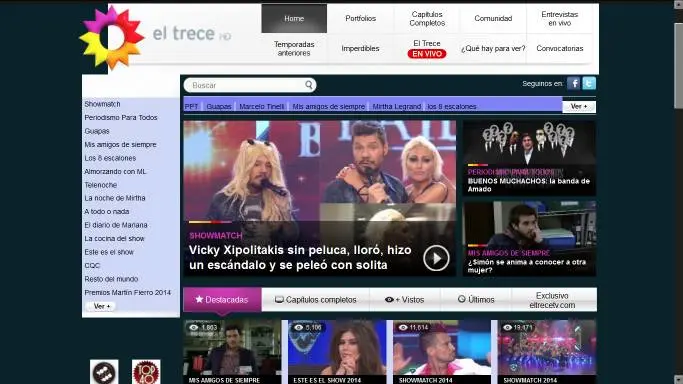 el trece HD
Home
Portfolios
Capítulos
Completos
Comunidad
Entrevistas
en vivo
Temporadas
anteriores
Imperdibles
El Trece
EN VIVO
¿Qué hay para ver?
Convocatorias
Buscar
Seguinos en:
PPT
Guapas
Marcelo Tinelli
Mis amigos de siempre
Mirtha Legrand
los 8 escalones
Ver +
Showmatch
Periodismo Para Todos
Guapas
Mis amigos de siempre
Los 8 escalones
Almorzando con ML
Telenoche
La noche de Mirtha
A todo o nada
El diario de Mariana
La cocina del show
Este es el show
CQC
Resto del mundo
Premios Martín Fierro 2014
Ver +
SHOWMATCH
Vicky Xipolitakis sin peluca, lloró, hizo
un escándalo y se peleó con solita
PERIODISMO PARA TODOS
BUENOS MUCHACHOS: la banda de
Amado
MIS AMIGOS DE SIEMPRE
¿Simón se anima a conocer a otra
mujer?
Destacadas
Capítulos completos
+ Vistos
Últimos
Exclusivo
eltrecetv.com
1,863
5,106
11,614
19,471
MIS AMIGOS DE SIEMPRE
ESTE ES EL SHOW 2014
SHOWMATCH 2014
SHOWMATCH 2014
TOP
40